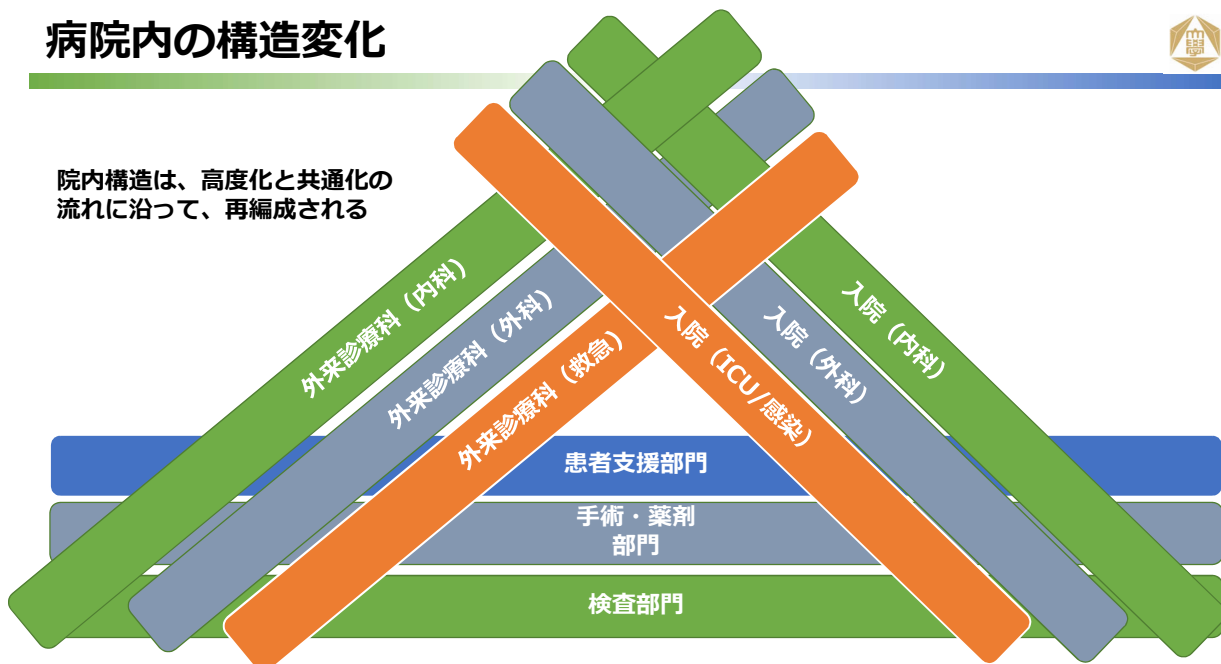 病院内の構造変化
院内構造は、高度化と共通化の
流れに沿って、再編成される
外来診療科（内科）
外来診療科（外科）
外来診療科（救急）
入院（ICU/感染）
入院（外科）
入院（内科）
患者支援部門
手術・薬剤
部門
検査部門